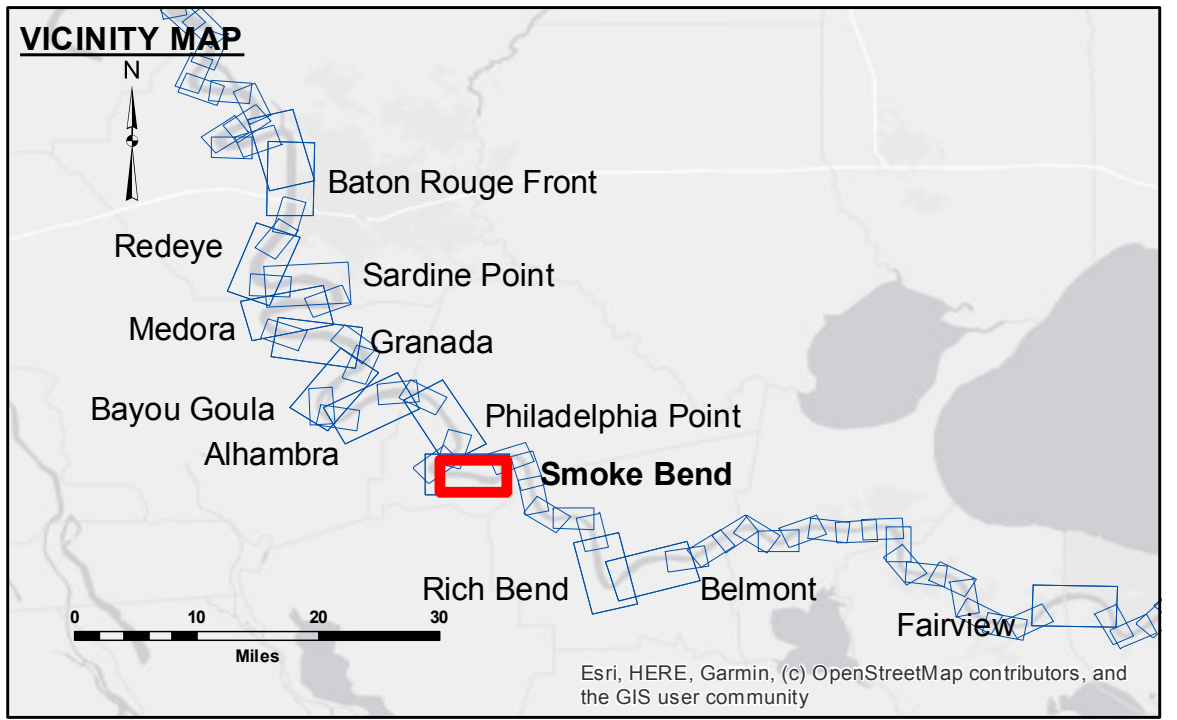 VICINITY MAP
N
Baton Rouge Front
Redeye
Sardine Point
Medora
Granada
Bayou Goula
Philadelphia Point
Alhambra
Smoke Bend
Rich Bend
Belmont
Fairview
0 10 20 30
Miles
Esri, HERE, Garmin, (c) OpenStreetMap contributors, and
the GIS user community